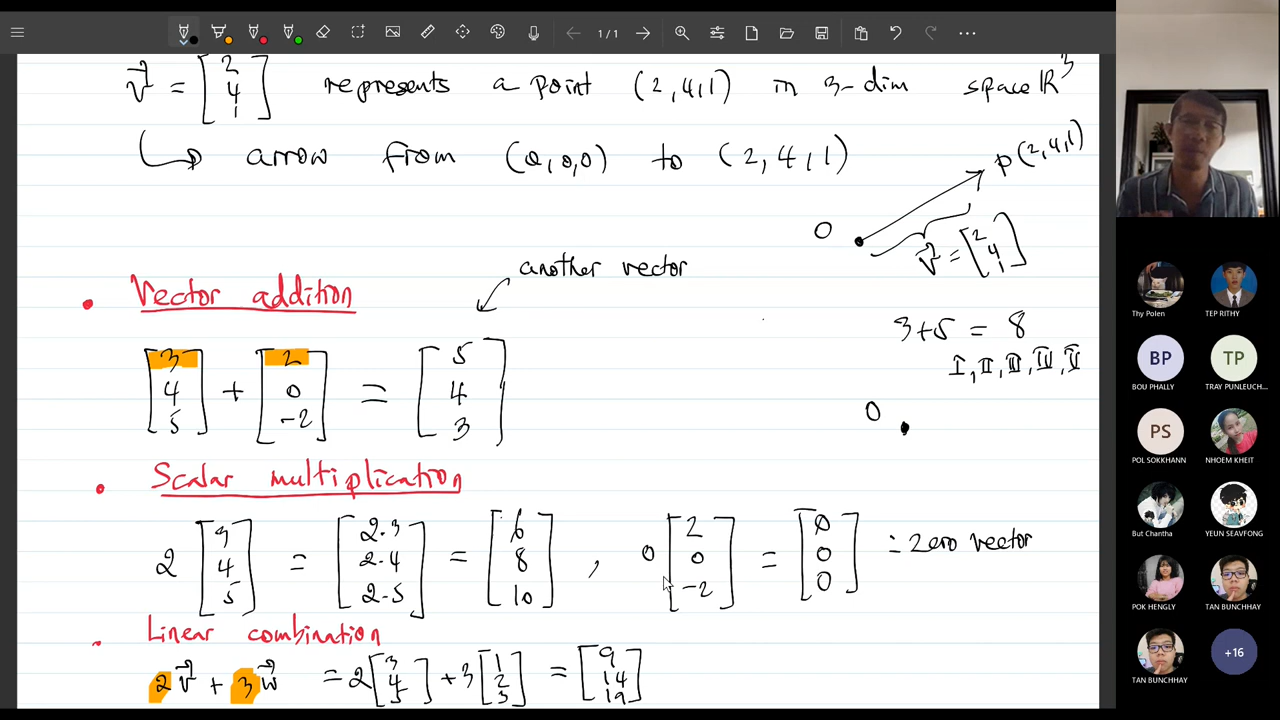 1/1
v⃗ = [2 4 1] represents a point (2,4,1) in 3-dim space ℝ³
↳ arrow from (0,0,0) to (2,4,1)
p(2,4,1)
0
v⃗ = [2 4 1]
another vector
• Vector addition
3+5 = 8
I, II, III, IV, V
[3 4 5] + [2 0 -2] = [5 4 3]
0
• Scalar multiplication
2 [3 4 5] = [2·3 2·4 2·5] = [6 8 10] , 0 [2 0 -2] = [0 0 0] : zero vector
• Linear combination
2v⃗ + 3w⃗ = 2 [3 4 5] + 3 [1 2 3] = [9 14 19]
Thy Polen
TEP RITHY
BP
BOU PHALLY
TP
TRAY PUNLEUCH...
PS
POL SOKKHANN
NHOEM KHEIT
But Chantha
YEUN SEAVFONG
POK HENGLY
TAN BUNCHHAY
TAN BUNCHHAY
+16